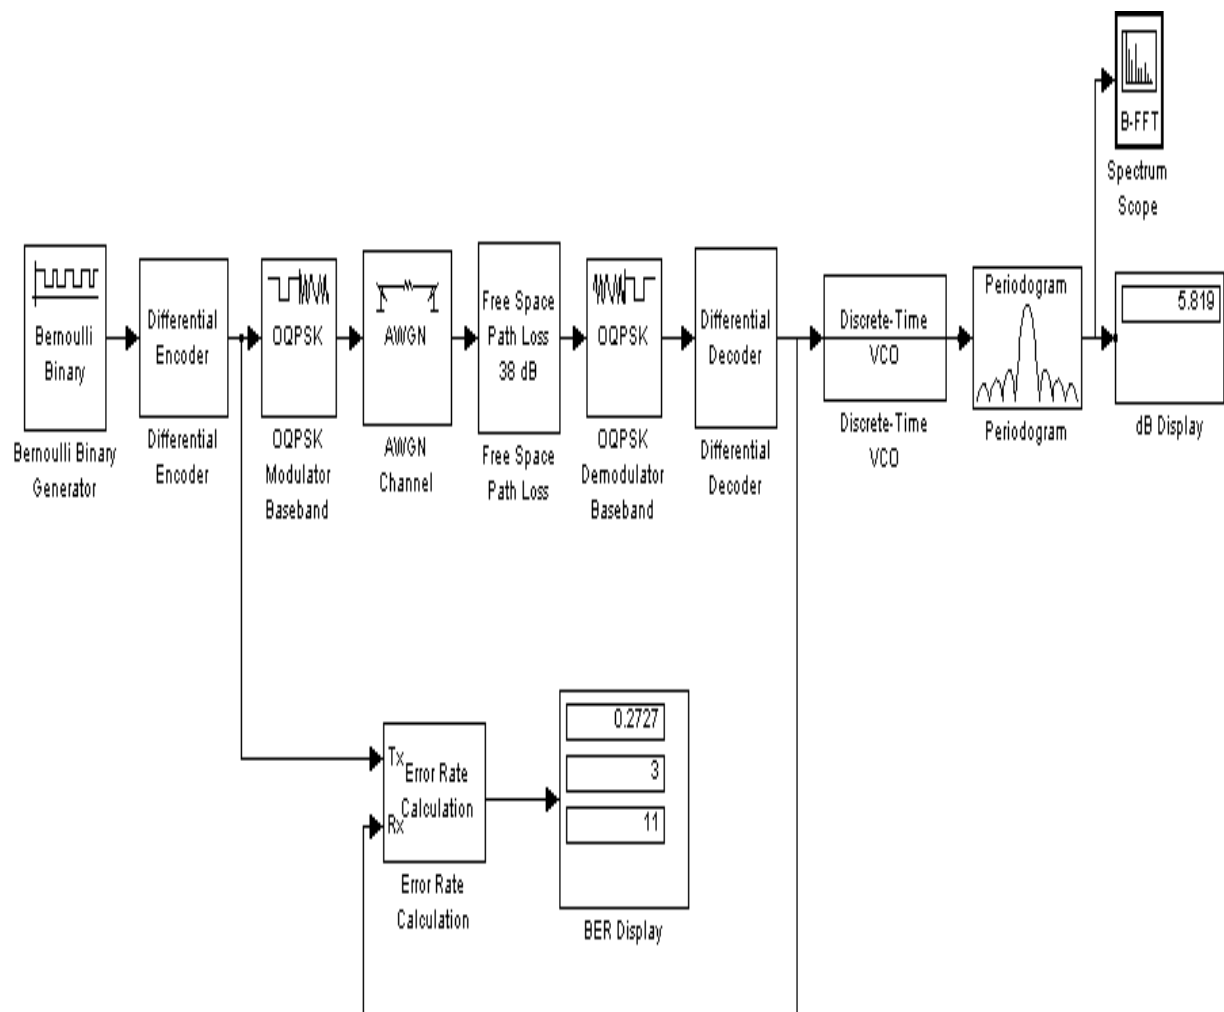 B-FFT
Spectrum
Scope
Bernoulli
Binary
Bernoulli Binary
Generator
Differential
Encoder
Differential
Encoder
OQPSK
OQPSK
Modulator
Baseband
AWGN
AWGN
Channel
Free Space
Path Loss
38 dB
Free Space
Path Loss
OQPSK
OQPSK
Demodulator
Baseband
Differential
Decoder
Differential
Decoder
Discrete-Time
VCO
Discrete-Time
VCO
Periodogram
Periodogram
5.819
dB Display
Tx
Rx
Error Rate
Calculation
Error Rate
Calculation
0.2727
3
11
BER Display